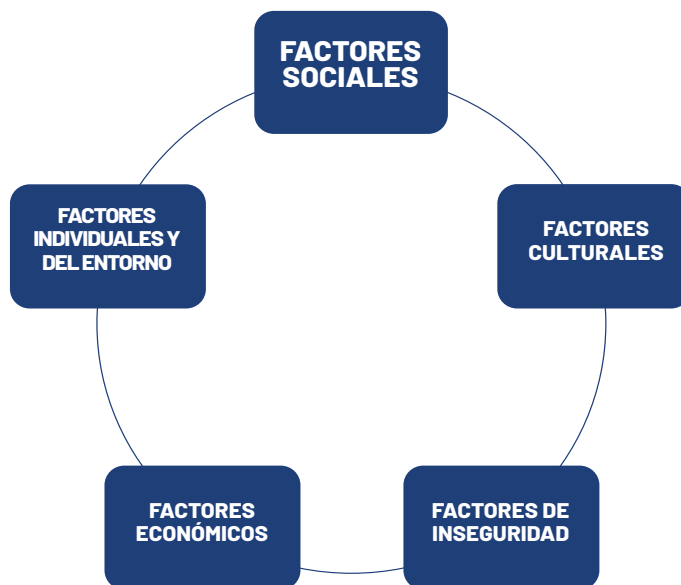 FACTORES
SOCIALES
FACTORES
CULTURALES
FACTORES DE
INSEGURIDAD
FACTORES
ECONÓMICOS
FACTORES
INDIVIDUALES Y
DEL ENTORNO